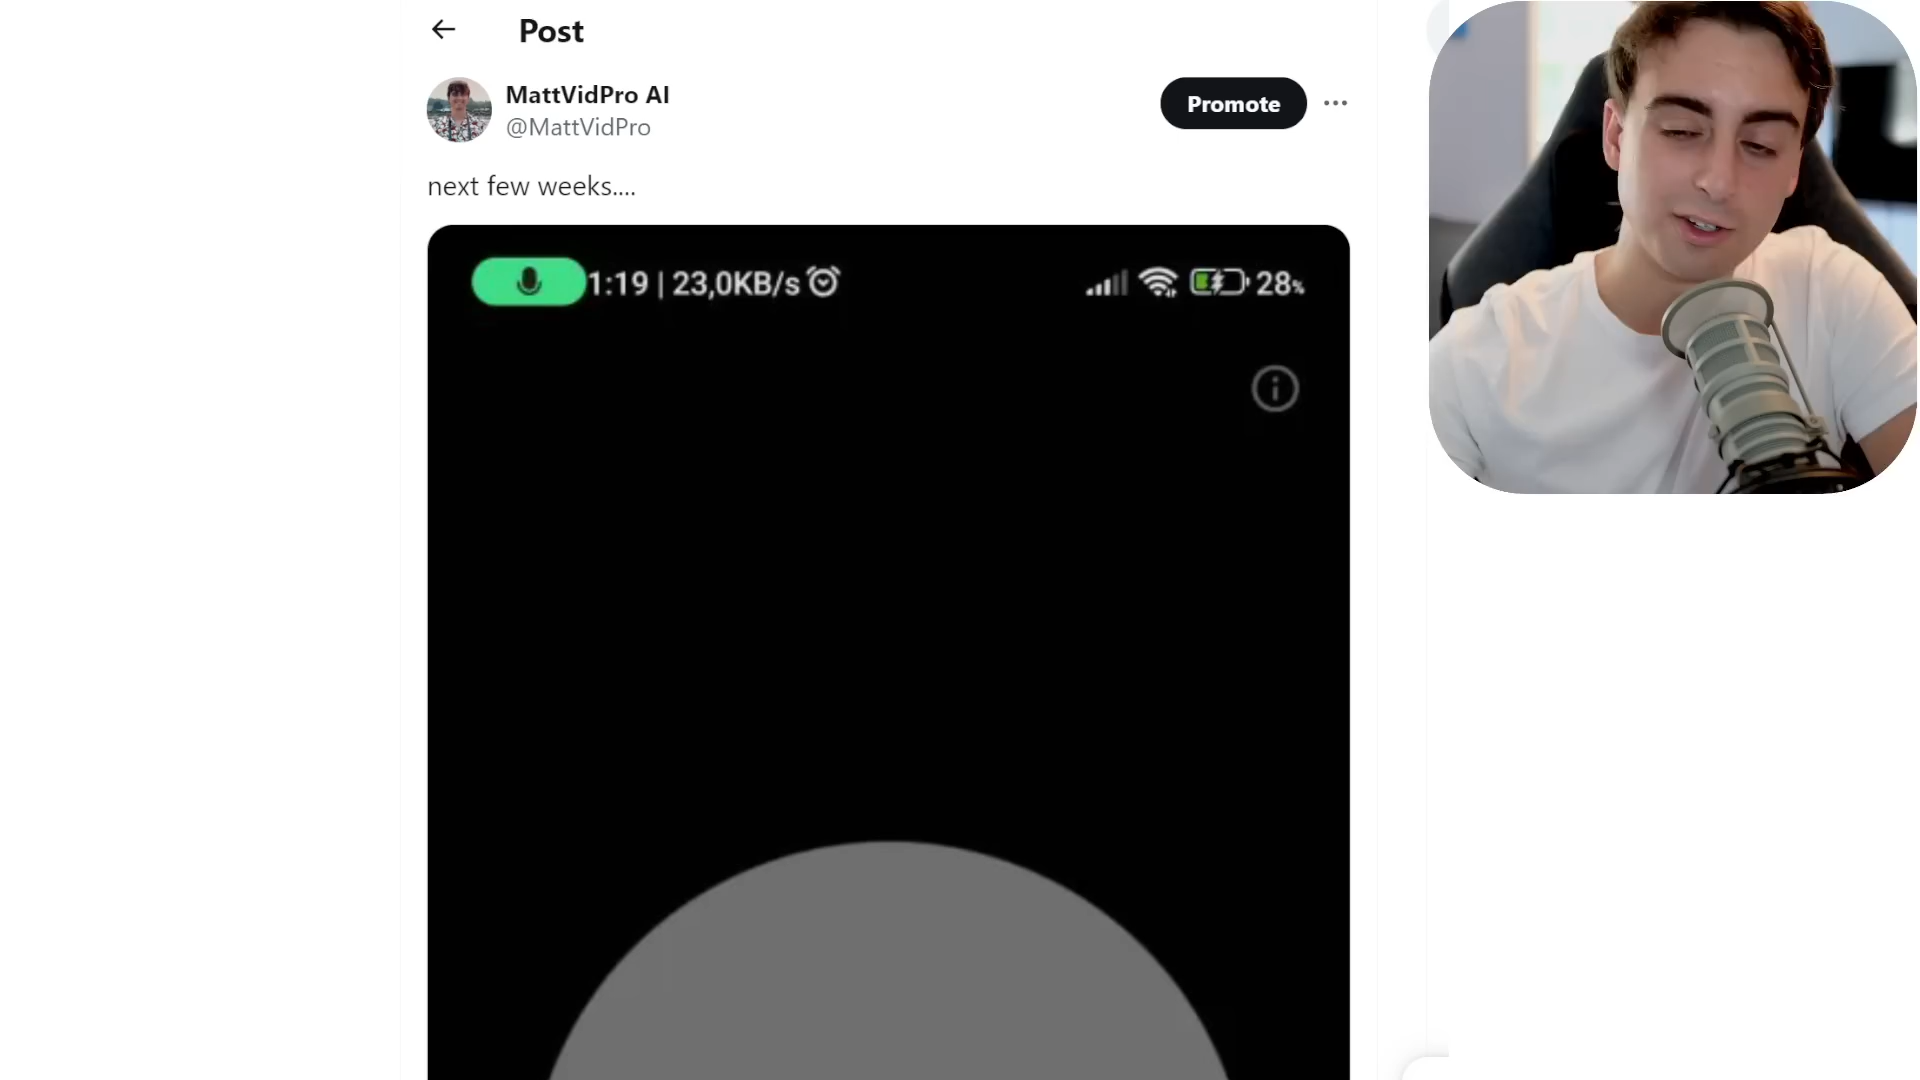 Post
MattVidPro AI
@MattVidPro
Promote
next few weeks....
1:19 | 23,0KB/s
28%